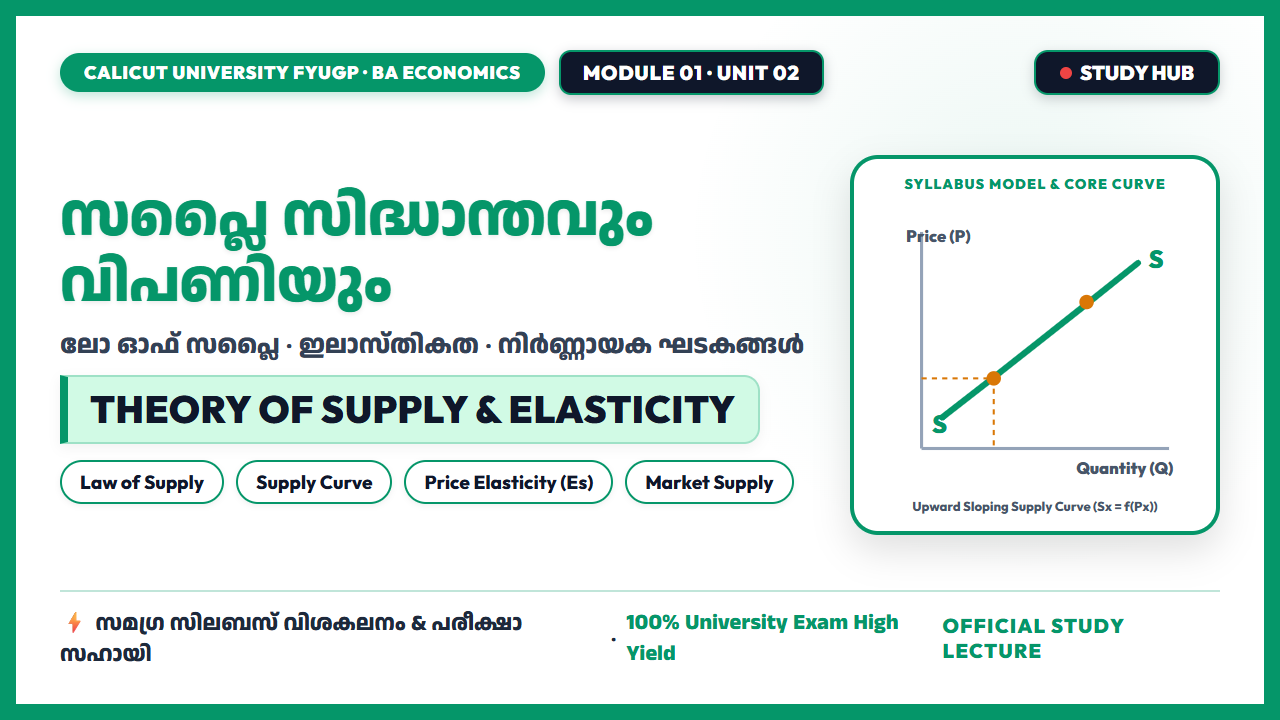 CALICUT UNIVERSITY FYUGP · BA ECONOMICS
MODULE 01 · UNIT 02
STUDY HUB
സപ്ലൈ സിദ്ധാന്തവും
വിപണിയും
ലോ ഓഫ് സപ്ലൈ · ഇലാസ്തികത · നിർണ്ണായക ഘടകങ്ങൾ
THEORY OF SUPPLY & ELASTICITY
Law of Supply
Supply Curve
Price Elasticity (Es)
Market Supply
SYLLABUS MODEL & CORE CURVE
Price (P)
S
S
Quantity (Q)
Upward Sloping Supply Curve (Sx = f(Px))
⚡ സമഗ്ര സിലബസ് വിശകലനം & പരീക്ഷാ
സഹായി
·
100% University Exam High
Yield
OFFICIAL STUDY
LECTURE